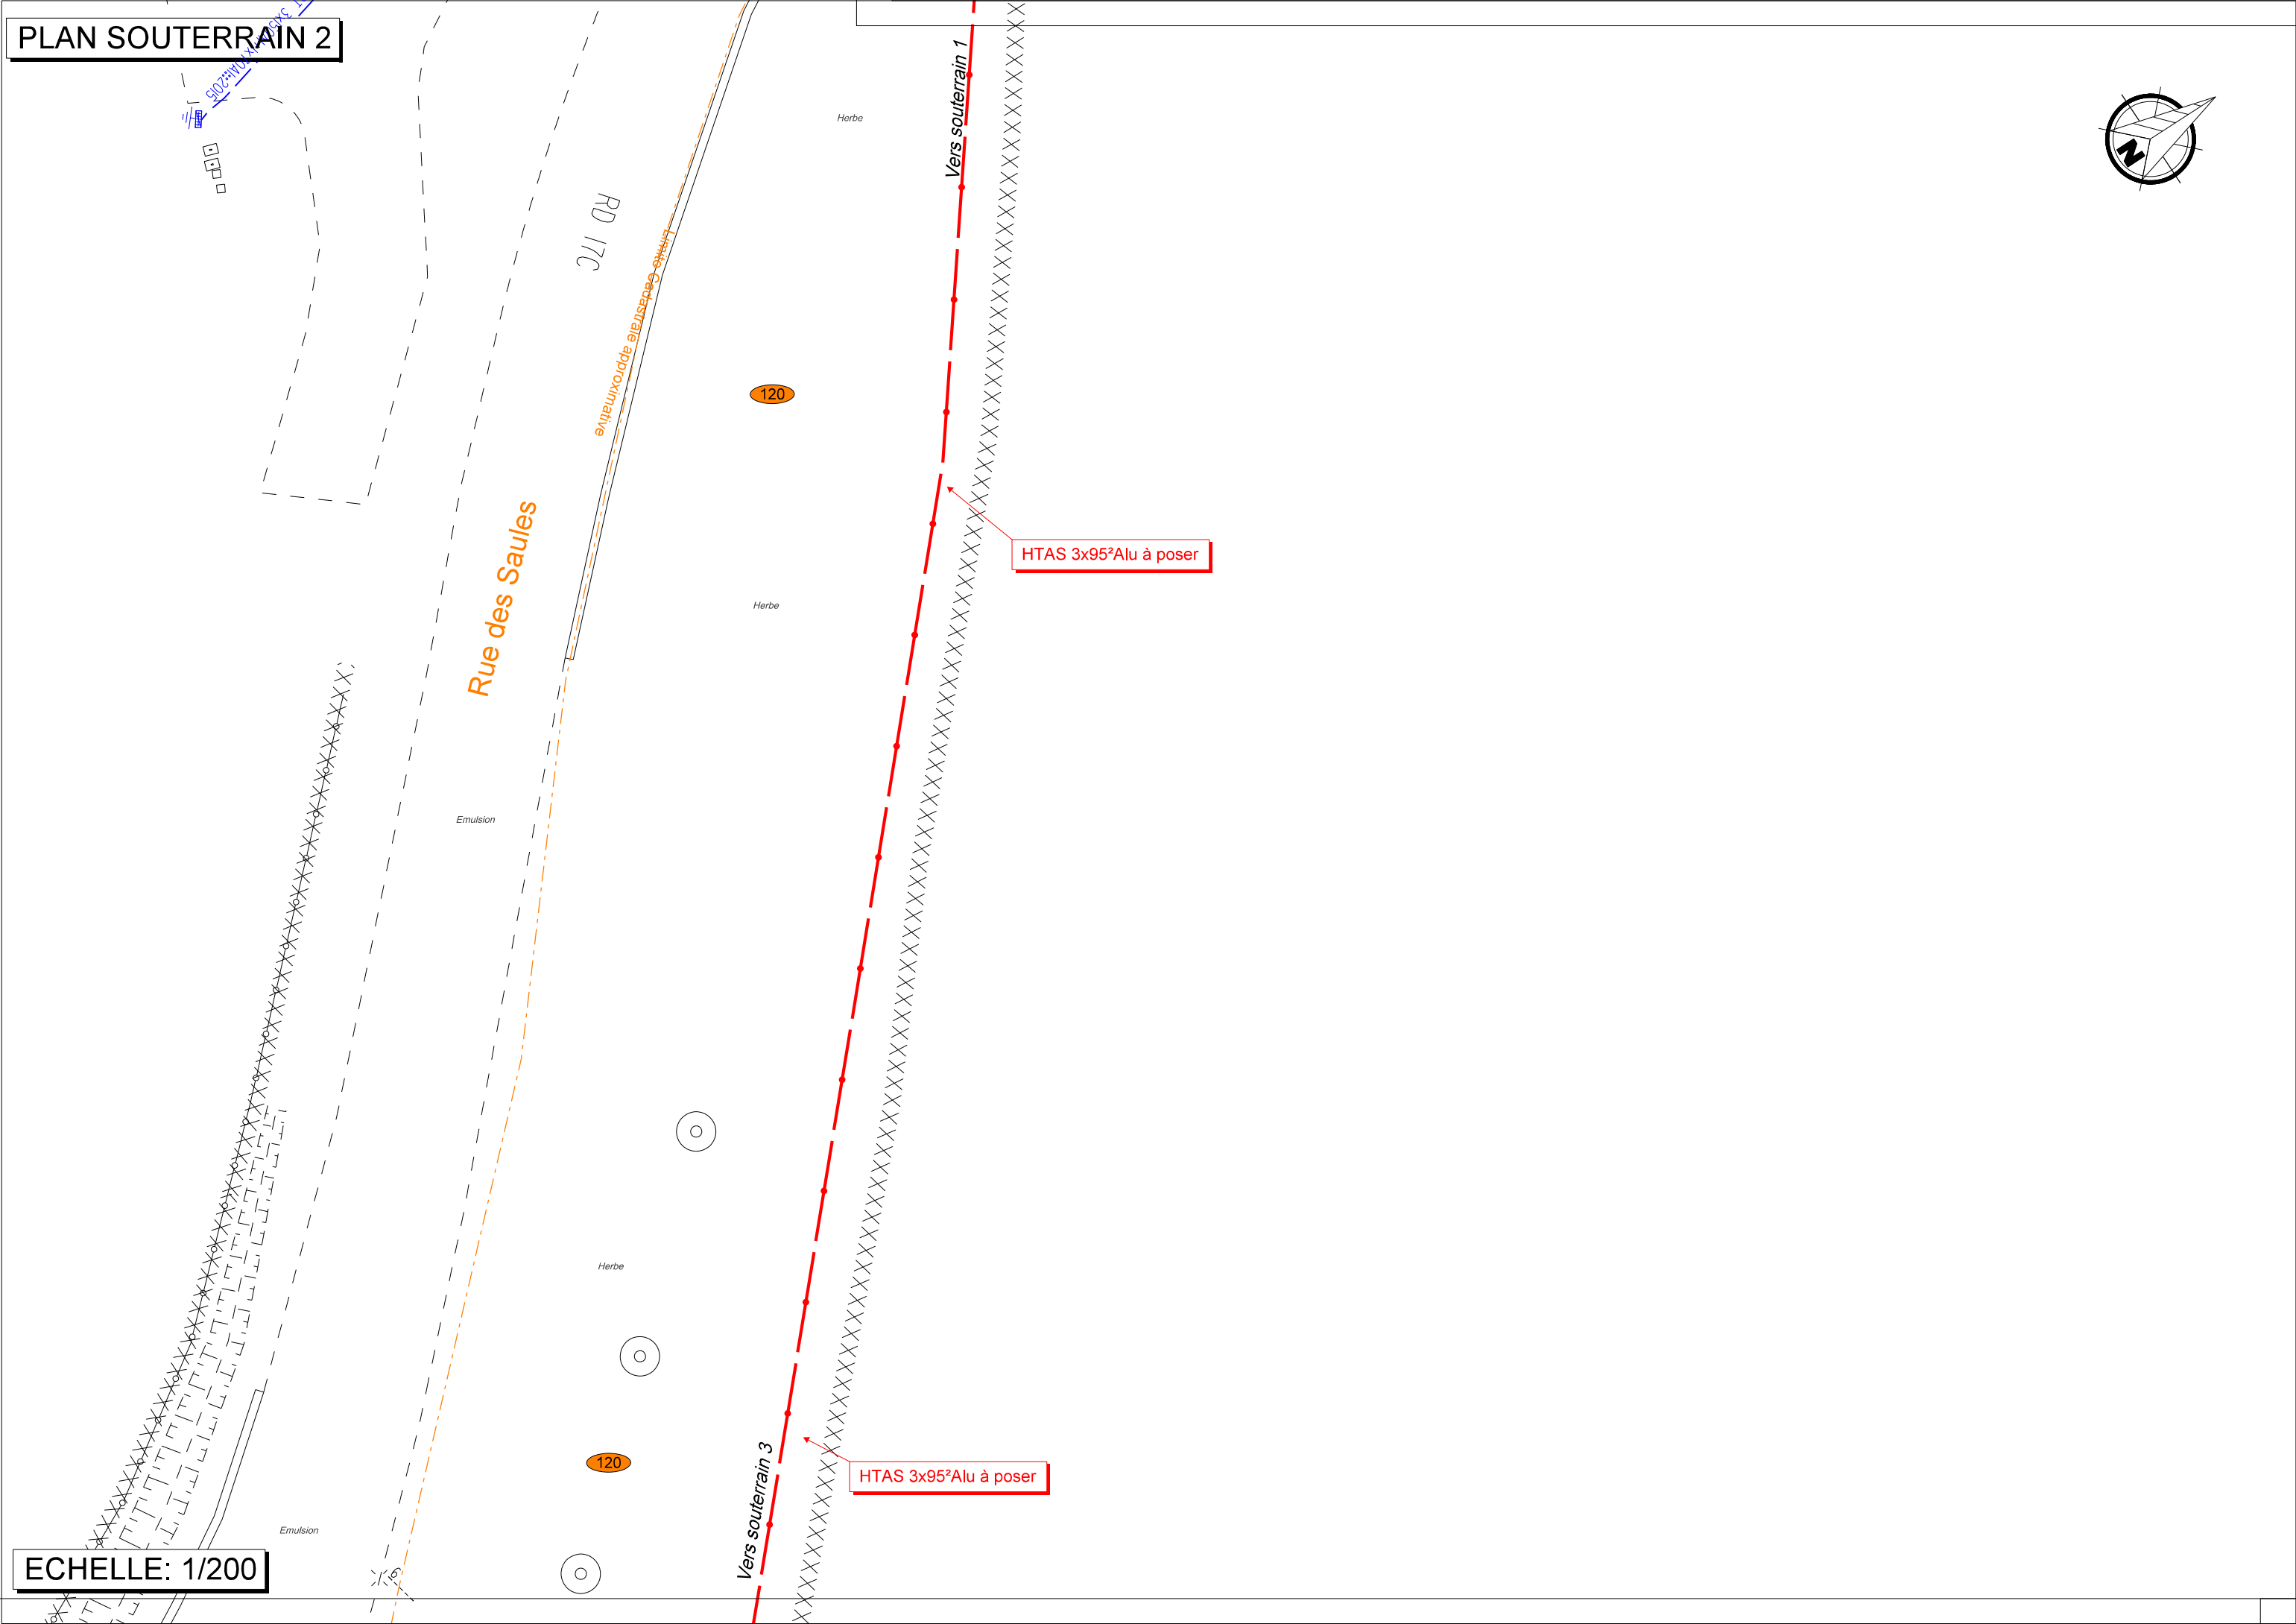 PLAN SOUTERRAIN 2
Vers souterrain 1
Herbe
N
RD 17C
Limite Cadastrale approximative
120
HTAS 3x95²Alu à poser
Rue des Saules
Herbe
Emulsion
Herbe
120
Vers souterrain 3
HTAS 3x95²Alu à poser
Emulsion
ECHELLE: 1/200